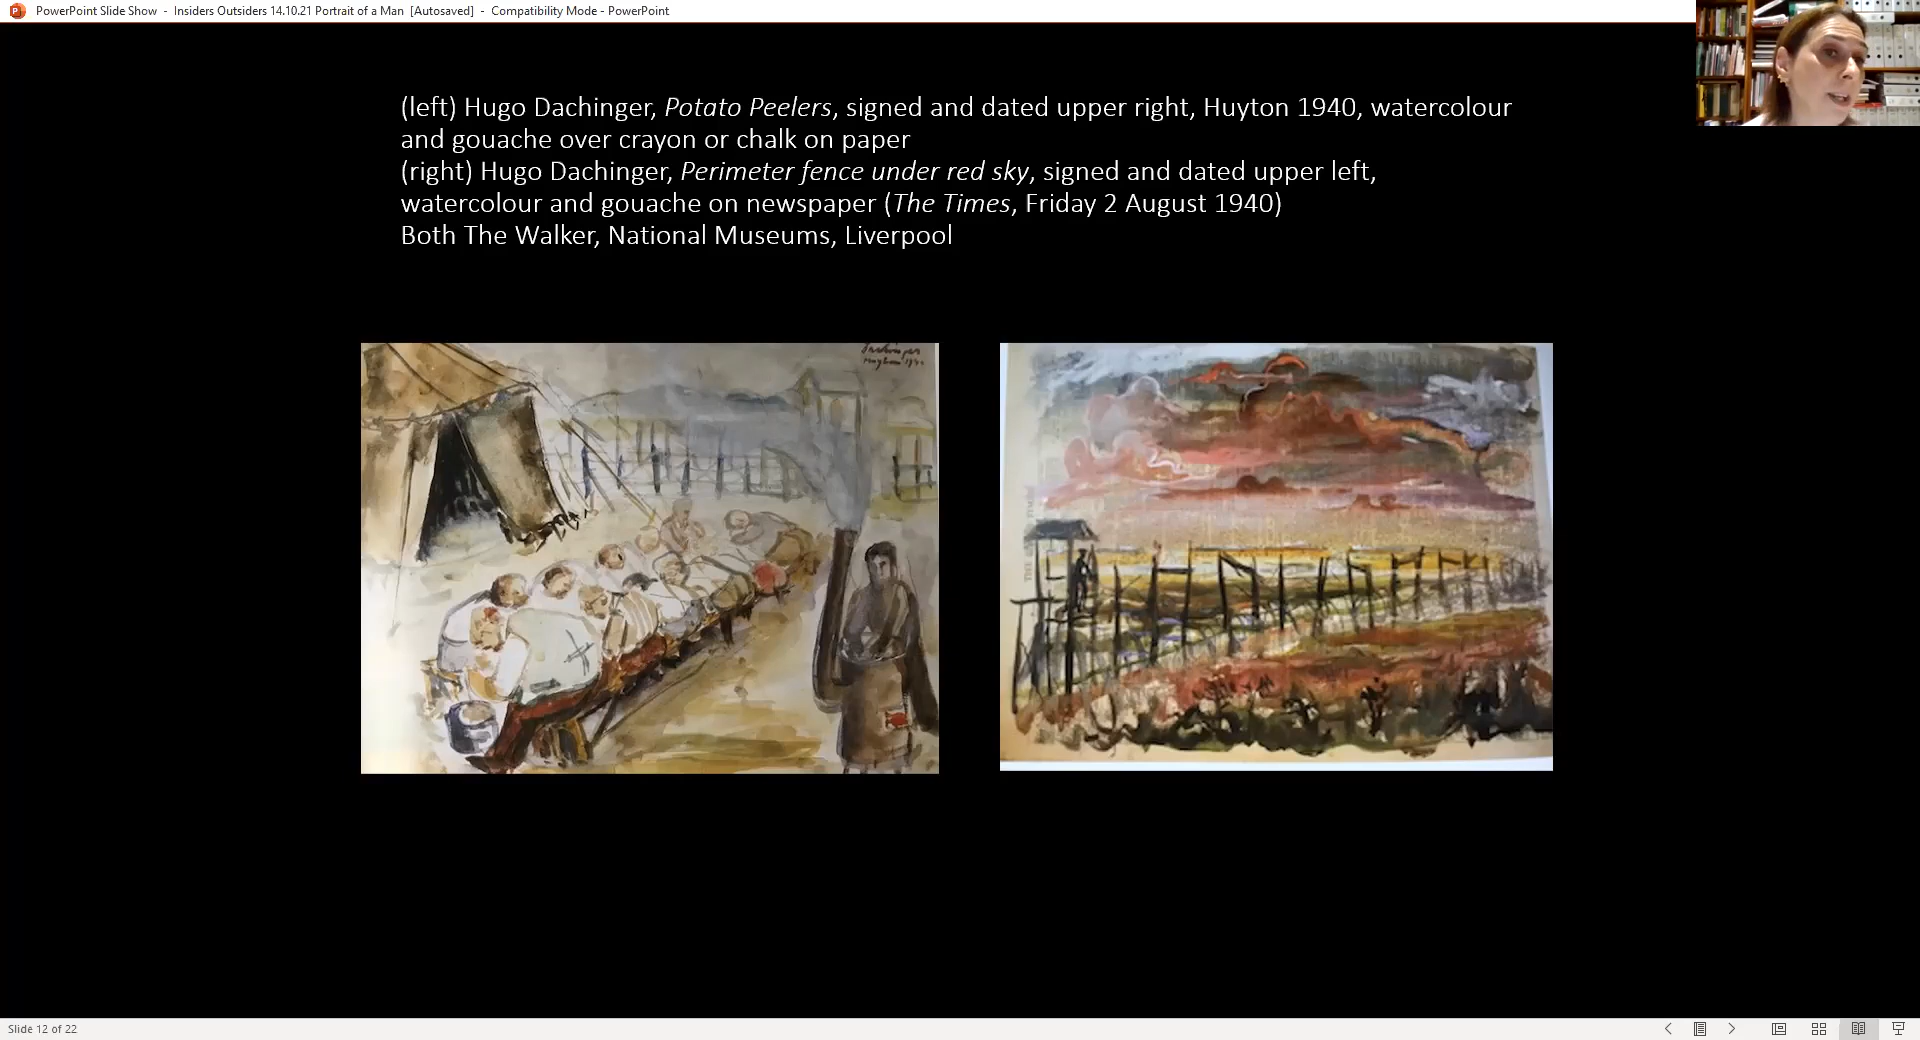 PowerPoint Slide Show - Insiders Outsiders 14.10.21 Portrait of a Man [Autosaved] - Compatibility Mode - PowerPoint
(left) Hugo Dachinger, Potato Peelers, signed and dated upper right, Huyton 1940, watercolour
and gouache over crayon or chalk on paper
(right) Hugo Dachinger, Perimeter fence under red sky, signed and dated upper left,
watercolour and gouache on newspaper (The Times, Friday 2 August 1940)
Both The Walker, National Museums, Liverpool
Slide 12 of 22